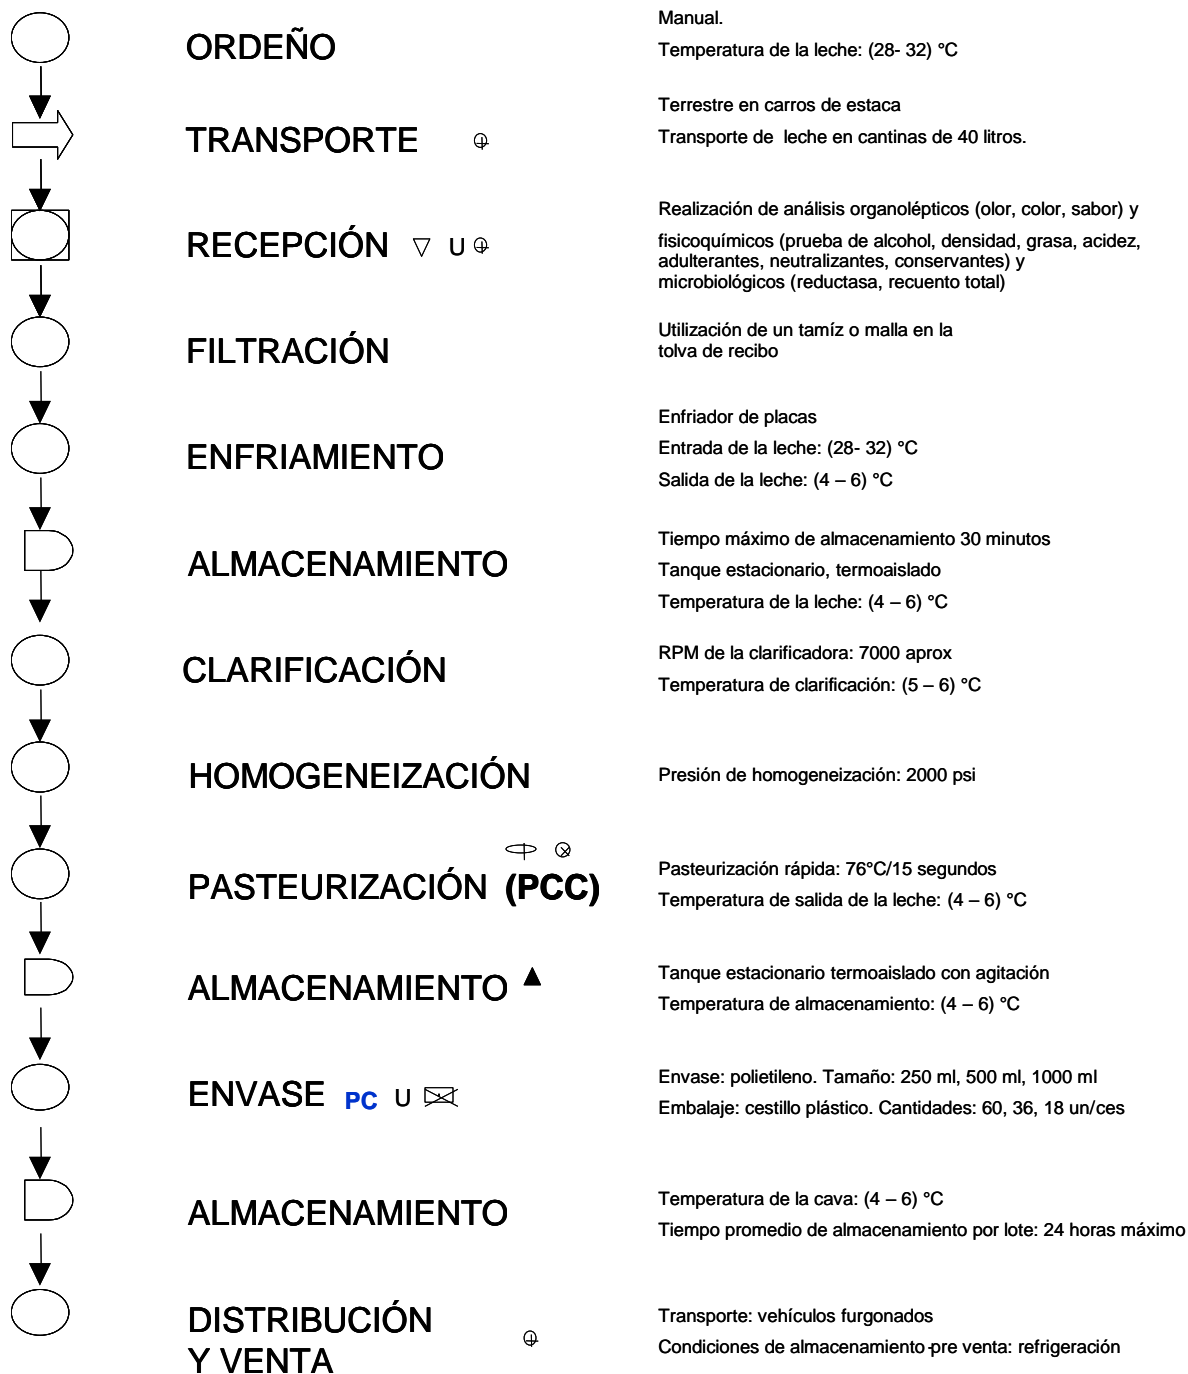 Manual.
ORDEÑO
Temperatura de la leche: (28- 32) °C
Terrestre en carros de estaca
TRANSPORTE
Transporte de leche en cantinas de 40 litros.
Realización de análisis organolépticos (olor, color, sabor) y
RECEPCIÓN U
fisicoquímicos (prueba de alcohol, densidad, grasa, acidez,
adulterantes, neutralizantes, conservantes) y
microbiológicos (reductasa, recuento total)
FILTRACIÓN
Utilización de un tamíz o malla en la
tolva de recibo
Enfriador de placas
ENFRIAMIENTO
Entrada de la leche: (28- 32) °C
Salida de la leche: (4 – 6) °C
Tiempo máximo de almacenamiento 30 minutos
ALMACENAMIENTO
Tanque estacionario, termoaislado
Temperatura de la leche: (4 – 6) °C
RPM de la clarificadora: 7000 aprox
CLARIFICACIÓN
Temperatura de clarificación: (5 – 6) °C
HOMOGENEIZACIÓN
Presión de homogeneización: 2000 psi
PASTEURIZACIÓN (PCC)
Pasteurización rápida: 76°C/15 segundos
Temperatura de salida de la leche: (4 – 6) °C
ALMACENAMIENTO
Tanque estacionario termoaislado con agitación
Temperatura de almacenamiento: (4 – 6) °C
ENVASE PC U
Envase: polietileno. Tamaño: 250 ml, 500 ml, 1000 ml
Embalaje: cestillo plástico. Cantidades: 60, 36, 18 un/ces
ALMACENAMIENTO
Temperatura de la cava: (4 – 6) °C
Tiempo promedio de almacenamiento por lote: 24 horas máximo
DISTRIBUCIÓN
Y VENTA
Transporte: vehículos furgonados
Condiciones de almacenamiento-pre venta: refrigeración